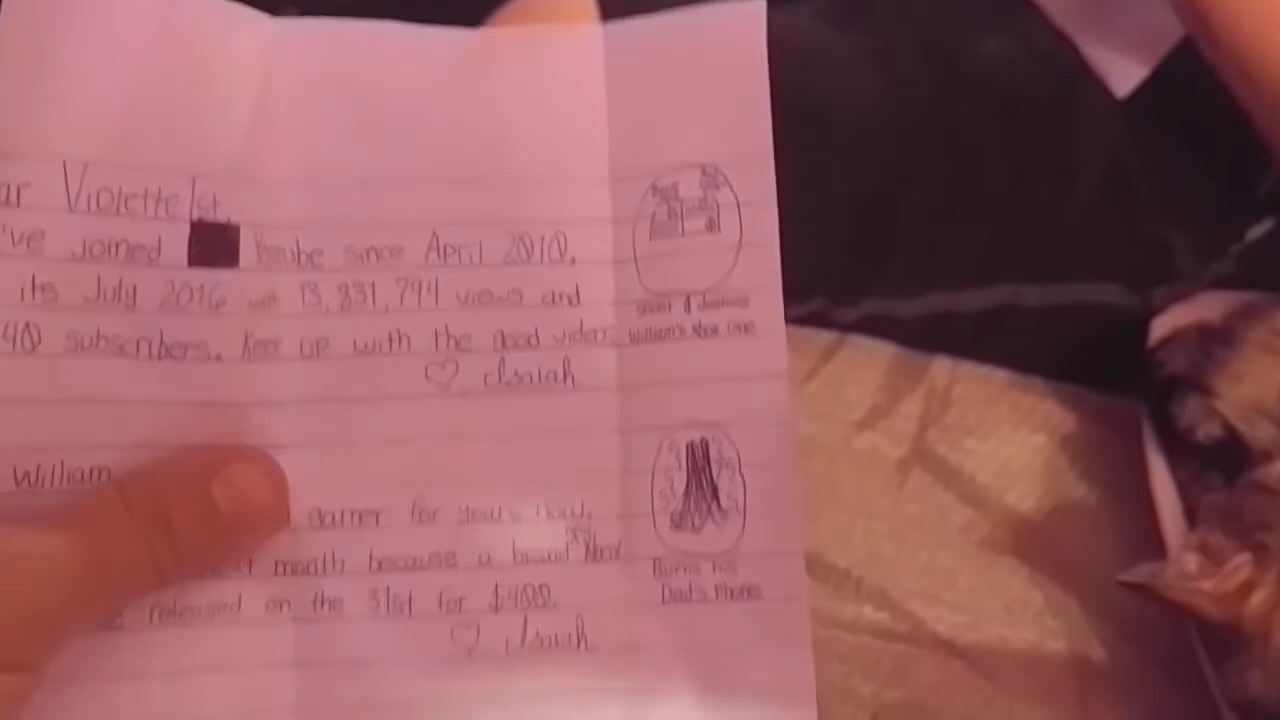 ar Violette1st,
've joined Youtube since April 2010.
its July 2016 13,831,794 views and
40 subscribers. Keep up with the good videos.
♡ Isaiah
William's Xbox One
William
gamer for years now,
month because a brand Xbox
released on the 31st for $400.
♡ Isaiah
Burns his
Dad's Phone